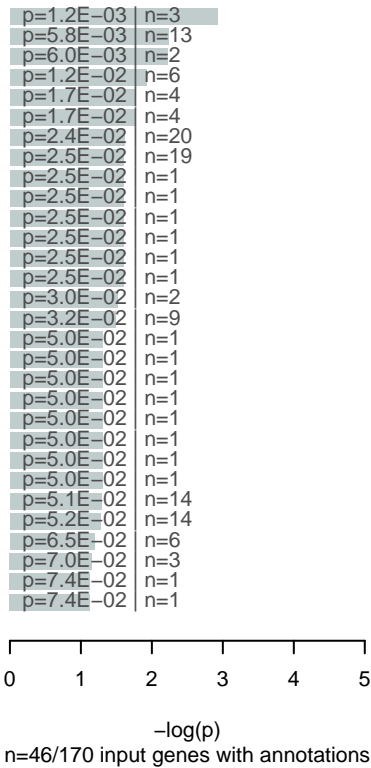 p=1.2E−03 | n=3
p=5.8E−03 | n=13
p=6.0E−03 | n=2
p=1.2E−02 | n=6
p=1.7E−02 | n=4
p=1.7E−02 | n=4
p=2.4E−02 | n=20
p=2.5E−02 | n=19
p=2.5E−02 | n=1
p=2.5E−02 | n=1
p=2.5E−02 | n=1
p=2.5E−02 | n=1
p=2.5E−02 | n=1
p=2.5E−02 | n=1
p=3.0E−02 | n=2
p=3.2E−02 | n=9
p=5.0E−02 | n=1
p=5.0E−02 | n=1
p=5.0E−02 | n=1
p=5.0E−02 | n=1
p=5.0E−02 | n=1
p=5.0E−02 | n=1
p=5.0E−02 | n=1
p=5.0E−02 | n=1
p=5.1E−02 | n=14
p=5.2E−02 | n=14
p=6.5E−02 | n=6
p=7.0E−02 | n=3
p=7.4E−02 | n=1
p=7.4E−02 | n=1
0 1 2 3 4 5
−log(p)
n=46/170 input genes with annotations